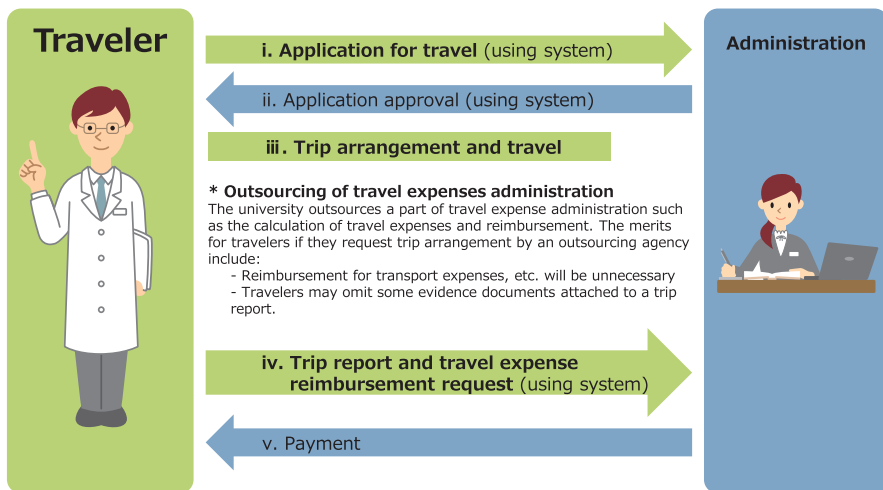 Traveler
Administration
i. Application for travel (using system)
ii. Application approval (using system)
iii. Trip arrangement and travel
* Outsourcing of travel expenses administration
The university outsources a part of travel expense administration such
as the calculation of travel expenses and reimbursement. The merits
for travelers if they request trip arrangement by an outsourcing agency
include:
- Reimbursement for transport expenses, etc. will be unnecessary
- Travelers may omit some evidence documents attached to a trip
report.
iv. Trip report and travel expense
reimbursement request (using system)
v. Payment